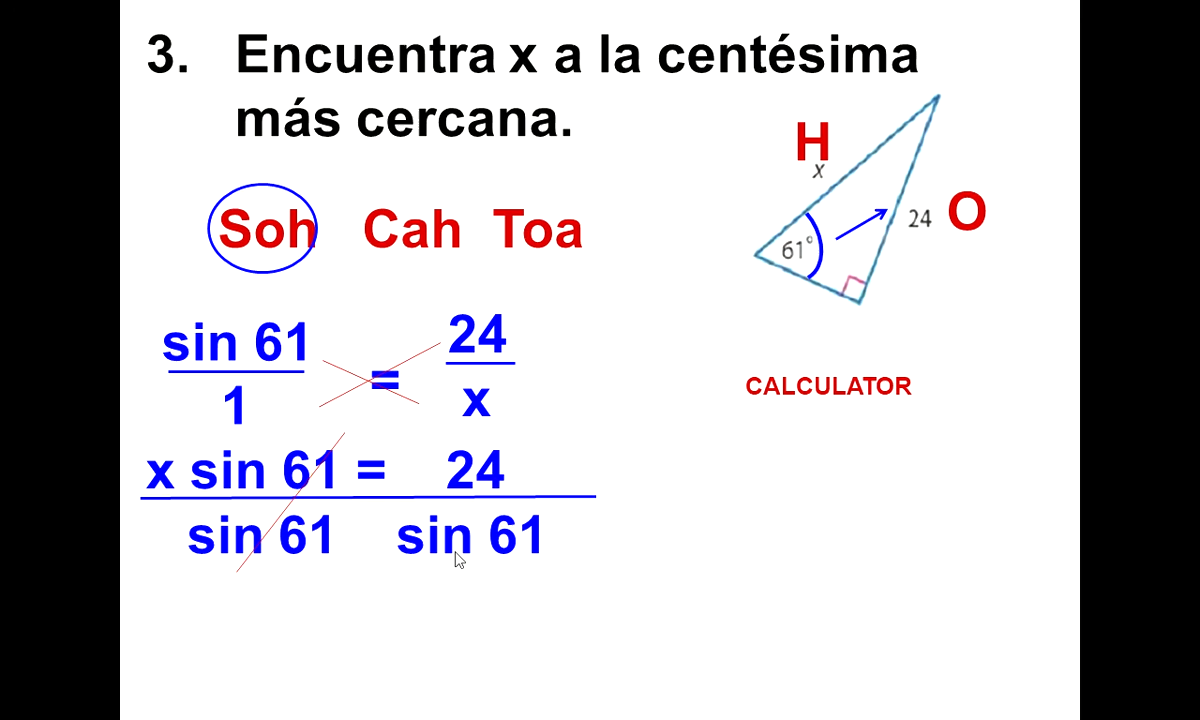 3. Encuentra x a la centésima
más cercana.
H
x
Soh Cah Toa
24 O
61°
sin 61 = 24
1 x
CALCULATOR
x sin 61 = 24
sin 61 sin 61